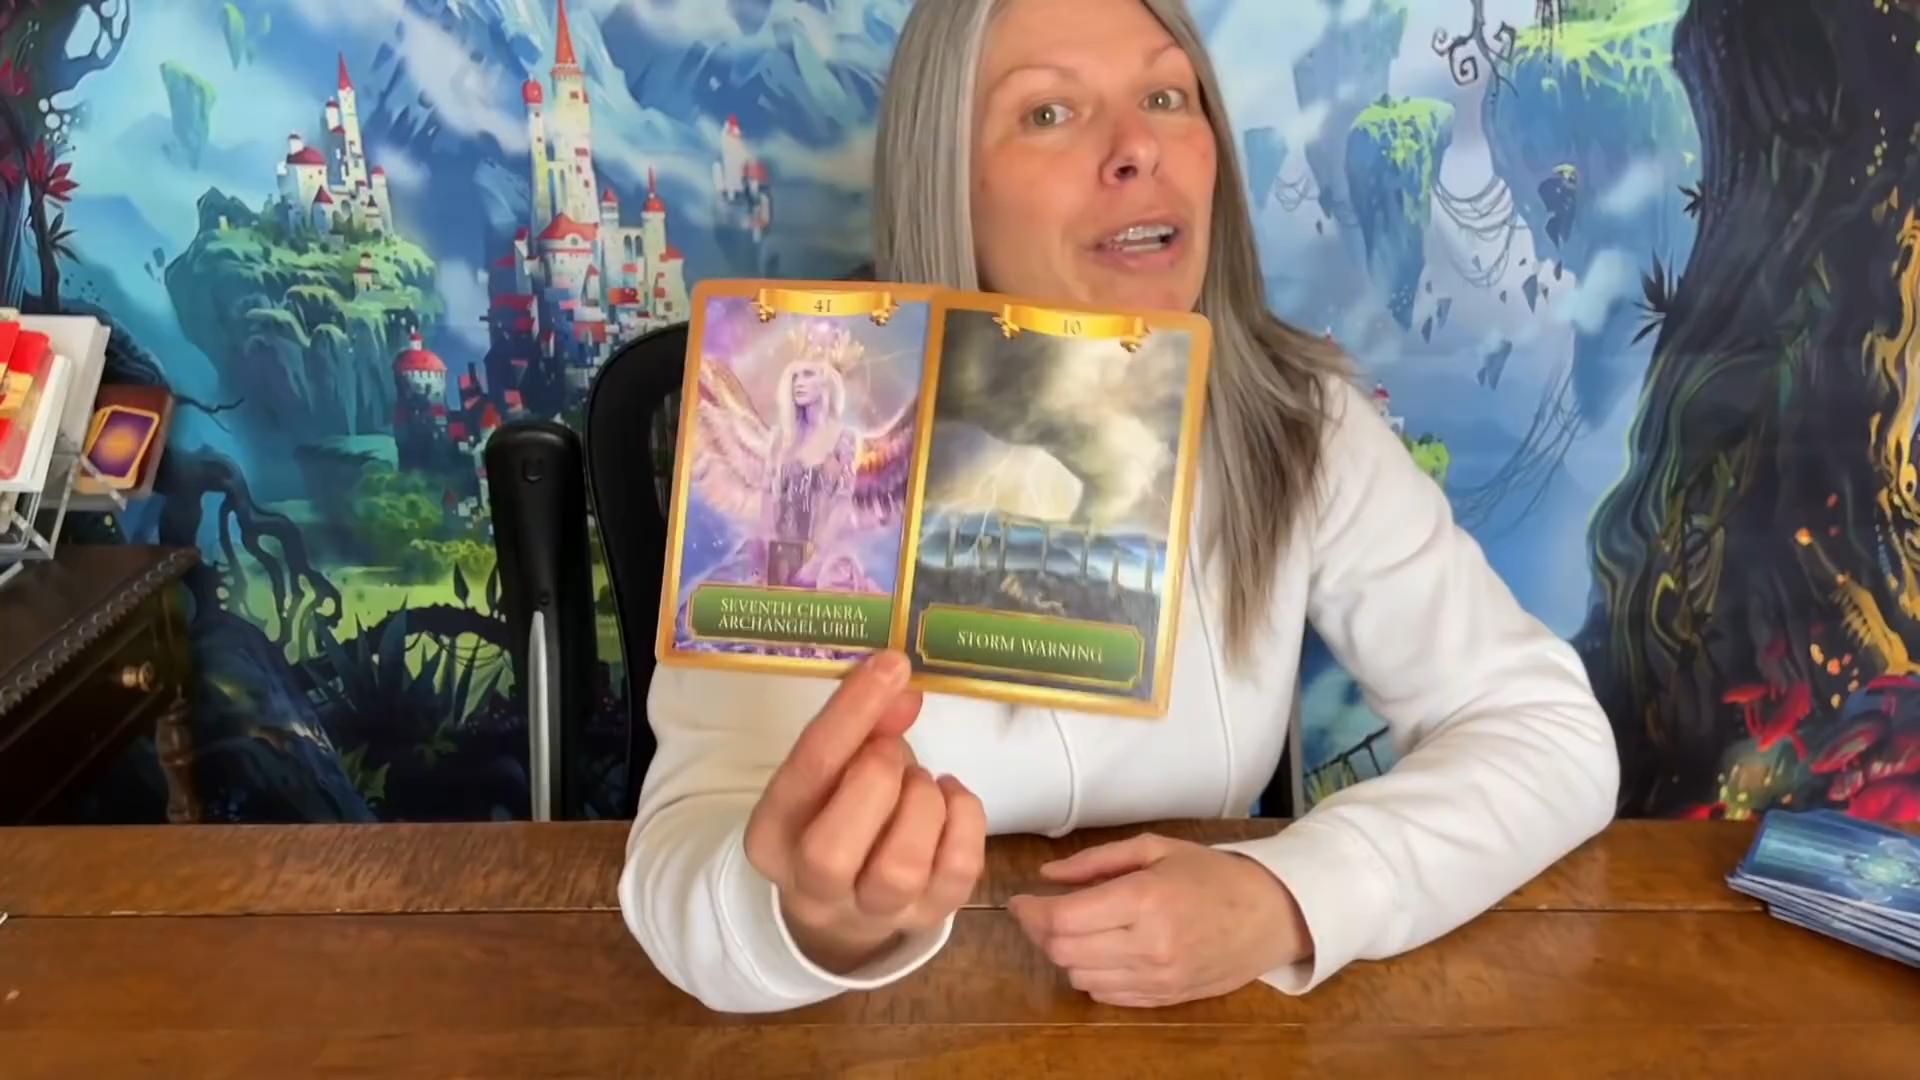 41
SEVENTH CHAKRA,
ARCHANGEL URIEL
10
STORM WARNING